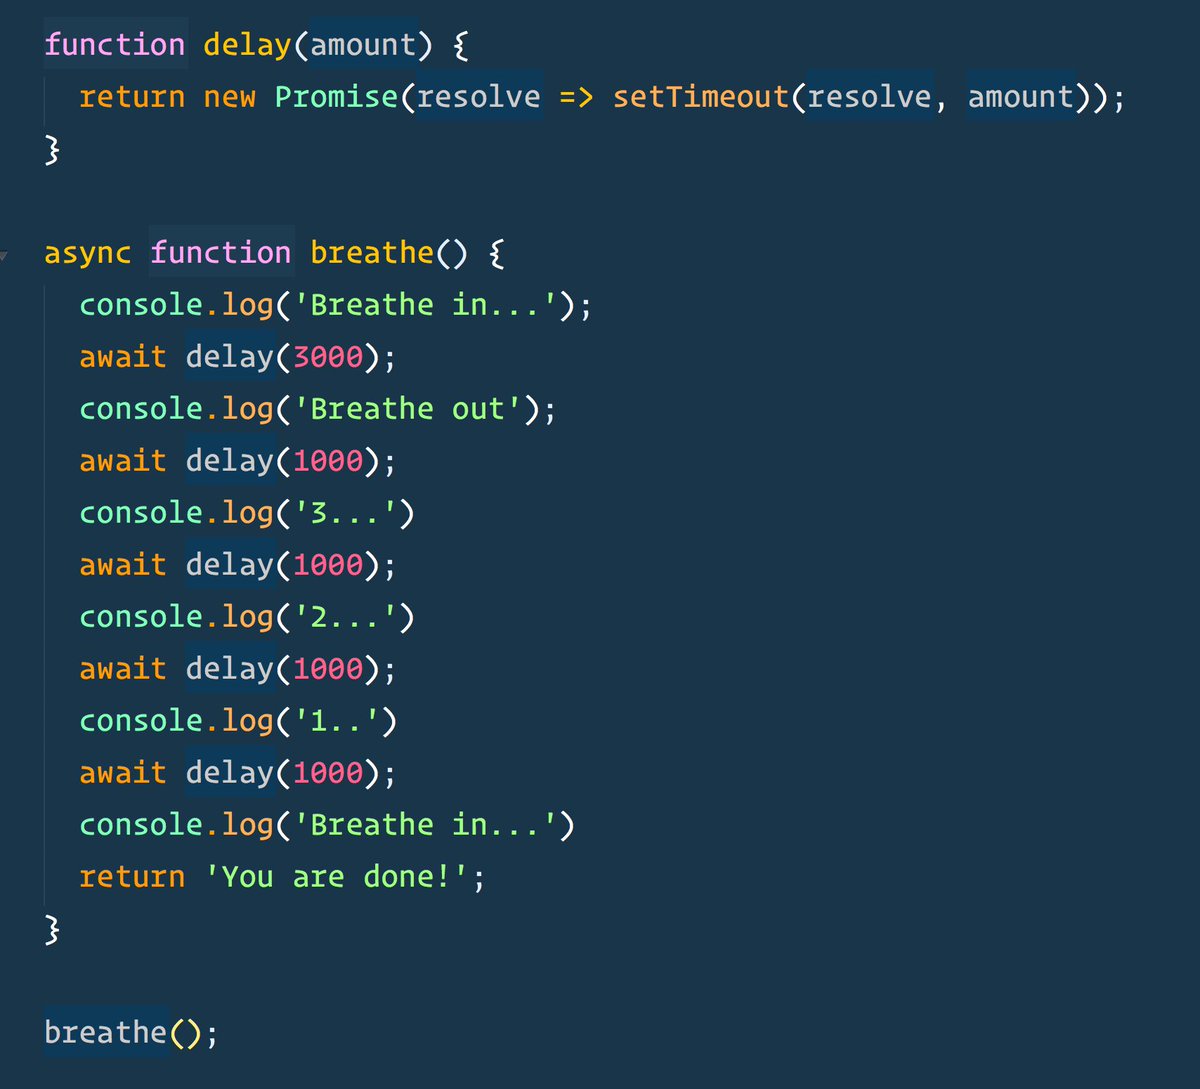 function delay(amount) {
  return new Promise(resolve => setTimeout(resolve, amount));
}
async function breathe() {
  console.log('Breathe in...');
  await delay(3000);
  console.log('Breathe out');
  await delay(1000);
  console.log('3...')
  await delay(1000);
  console.log('2...')
  await delay(1000);
  console.log('1..')
  await delay(1000);
  console.log('Breathe in...')
  return 'You are done!';
}
breathe();